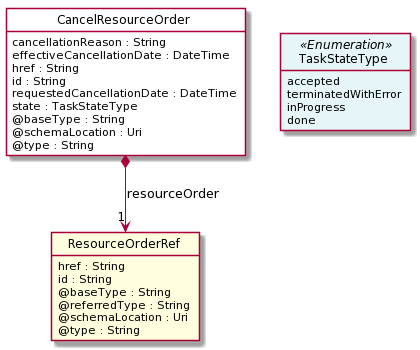 CancelResourceOrder
cancellationReason : String
effectiveCancellationDate : DateTime
href : String
id : String
requestedCancellationDate : DateTime
state : TaskStateType
@baseType : String
@schemaLocation : Uri
@type : String
«Enumeration»
TaskStateType
accepted
terminatedWithError
inProgress
done
resourceOrder
1
ResourceOrderRef
href : String
id : String
@baseType : String
@referredType : String
@schemaLocation : Uri
@type : String